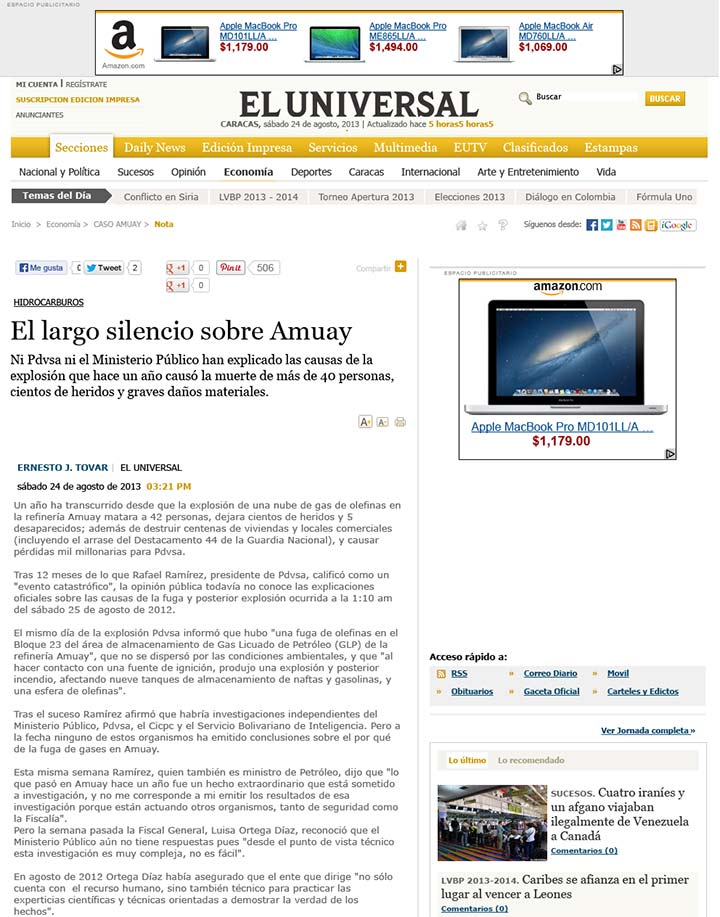 ESPACIO PUBLICITARIO
a
Amazon.com
Apple MacBook Pro
MD101LL/A ...
$1,179.00
Apple MacBook Pro
ME865LL/A ...
$1,494.00
Apple MacBook Air
MD760LL/A ...
$1,069.00
MI CUENTA | REGÍSTRATE
SUSCRIPCION EDICION IMPRESA
ANUNCIANTES
EL UNIVERSAL
CARACAS, sábado 24 de agosto, 2013 | Actualizado hace 5 horas5 horas5
Buscar
BUSCAR
Secciones Daily News Edición Impresa Servicios Multimedia EUTV Clasificados Estampas
Nacional y Política Sucesos Opinión Economía Deportes Caracas Internacional Arte y Entretenimiento Vida
Temas del Día Conflicto en Siria LVBP 2013 - 2014 Torneo Apertura 2013 Elecciones 2013 Diálogo en Colombia Fórmula Uno
Inicio > Economía > CASO AMUAY > Nota
Síguenos desde:
iGoogle
Me gusta
Tweet 2
+1 0
Pinit 506
+1 0
Compartir
HIDROCARBUROS
El largo silencio sobre Amuay
Ni Pdvsa ni el Ministerio Público han explicado las causas de la
explosión que hace un año causó la muerte de más de 40 personas,
cientos de heridos y graves daños materiales.
A+ A-
ERNESTO J. TOVAR | EL UNIVERSAL
sábado 24 de agosto de 2013 03:21 PM
Un año ha transcurrido desde que la explosión de una nube de gas de olefinas en
la refinería Amuay matara a 42 personas, dejara cientos de heridos y 5
desaparecidos; además de destruir centenas de viviendas y locales comerciales
(incluyendo el arrase del Destacamento 44 de la Guardia Nacional), y causar
pérdidas mil millonarias para Pdvsa.
Tras 12 meses de lo que Rafael Ramírez, presidente de Pdvsa, calificó como un
"evento catastrófico", la opinión pública todavía no conoce las explicaciones
oficiales sobre las causas de la fuga y posterior explosión ocurrida a la 1:10 am
del sábado 25 de agosto de 2012.
El mismo día de la explosión Pdvsa informó que hubo "una fuga de olefinas en el
Bloque 23 del área de almacenamiento de Gas Licuado de Petróleo (GLP) de la
refinería Amuay", que no se dispersó por las condiciones ambientales, y que "al
hacer contacto con una fuente de ignición, produjo una explosión y posterior
incendio, afectando nueve tanques de almacenamiento de naftas y gasolinas, y
una esfera de olefinas".
Tras el suceso Ramírez afirmó que habría investigaciones independientes del
Ministerio Público, Pdvsa, el Cicpc y el Servicio Bolivariano de Inteligencia. Pero a
la fecha ninguno de estos organismos ha emitido conclusiones sobre el por qué
de la fuga de gases en Amuay.
Esta misma semana Ramírez, quien también es ministro de Petróleo, dijo que "lo
que pasó en Amuay hace un año fue un hecho extraordinario que está sometido
a investigación, y no me corresponde a mi emitir los resultados de esa
investigación porque están actuando otros organismos, tanto de seguridad como
la Fiscalía".
Pero la semana pasada la Fiscal General, Luisa Ortega Díaz, reconoció que el
Ministerio Público aún no tiene respuestas pues "desde el punto de vista técnico
esta investigación es muy compleja, no es fácil".
En agosto de 2012 Ortega Díaz había asegurado que el ente que dirige "no sólo
cuenta con el recurso humano, sino también técnico para practicar las
experticias científicas y técnicas orientadas a demostrar la verdad de los
hechos".
ESPACIO PUBLICITARIO
amazon.com
Apple MacBook Pro MD101LL/A ...
$1,179.00
Acceso rápido a:
RSS » Correo Diario » Movil
» Obituarios » Gaceta Oficial » Carteles y Edictos
Ver Jornada completa »
Lo último Lo recomendado
SUCESOS. Cuatro iraníes y
un afgano viajaban
ilegalmente de Venezuela
a Canadá
Comentarios (0)
LVBP 2013-2014. Caribes se afianza en el primer
lugar al vencer a Leones
Comentarios (0)